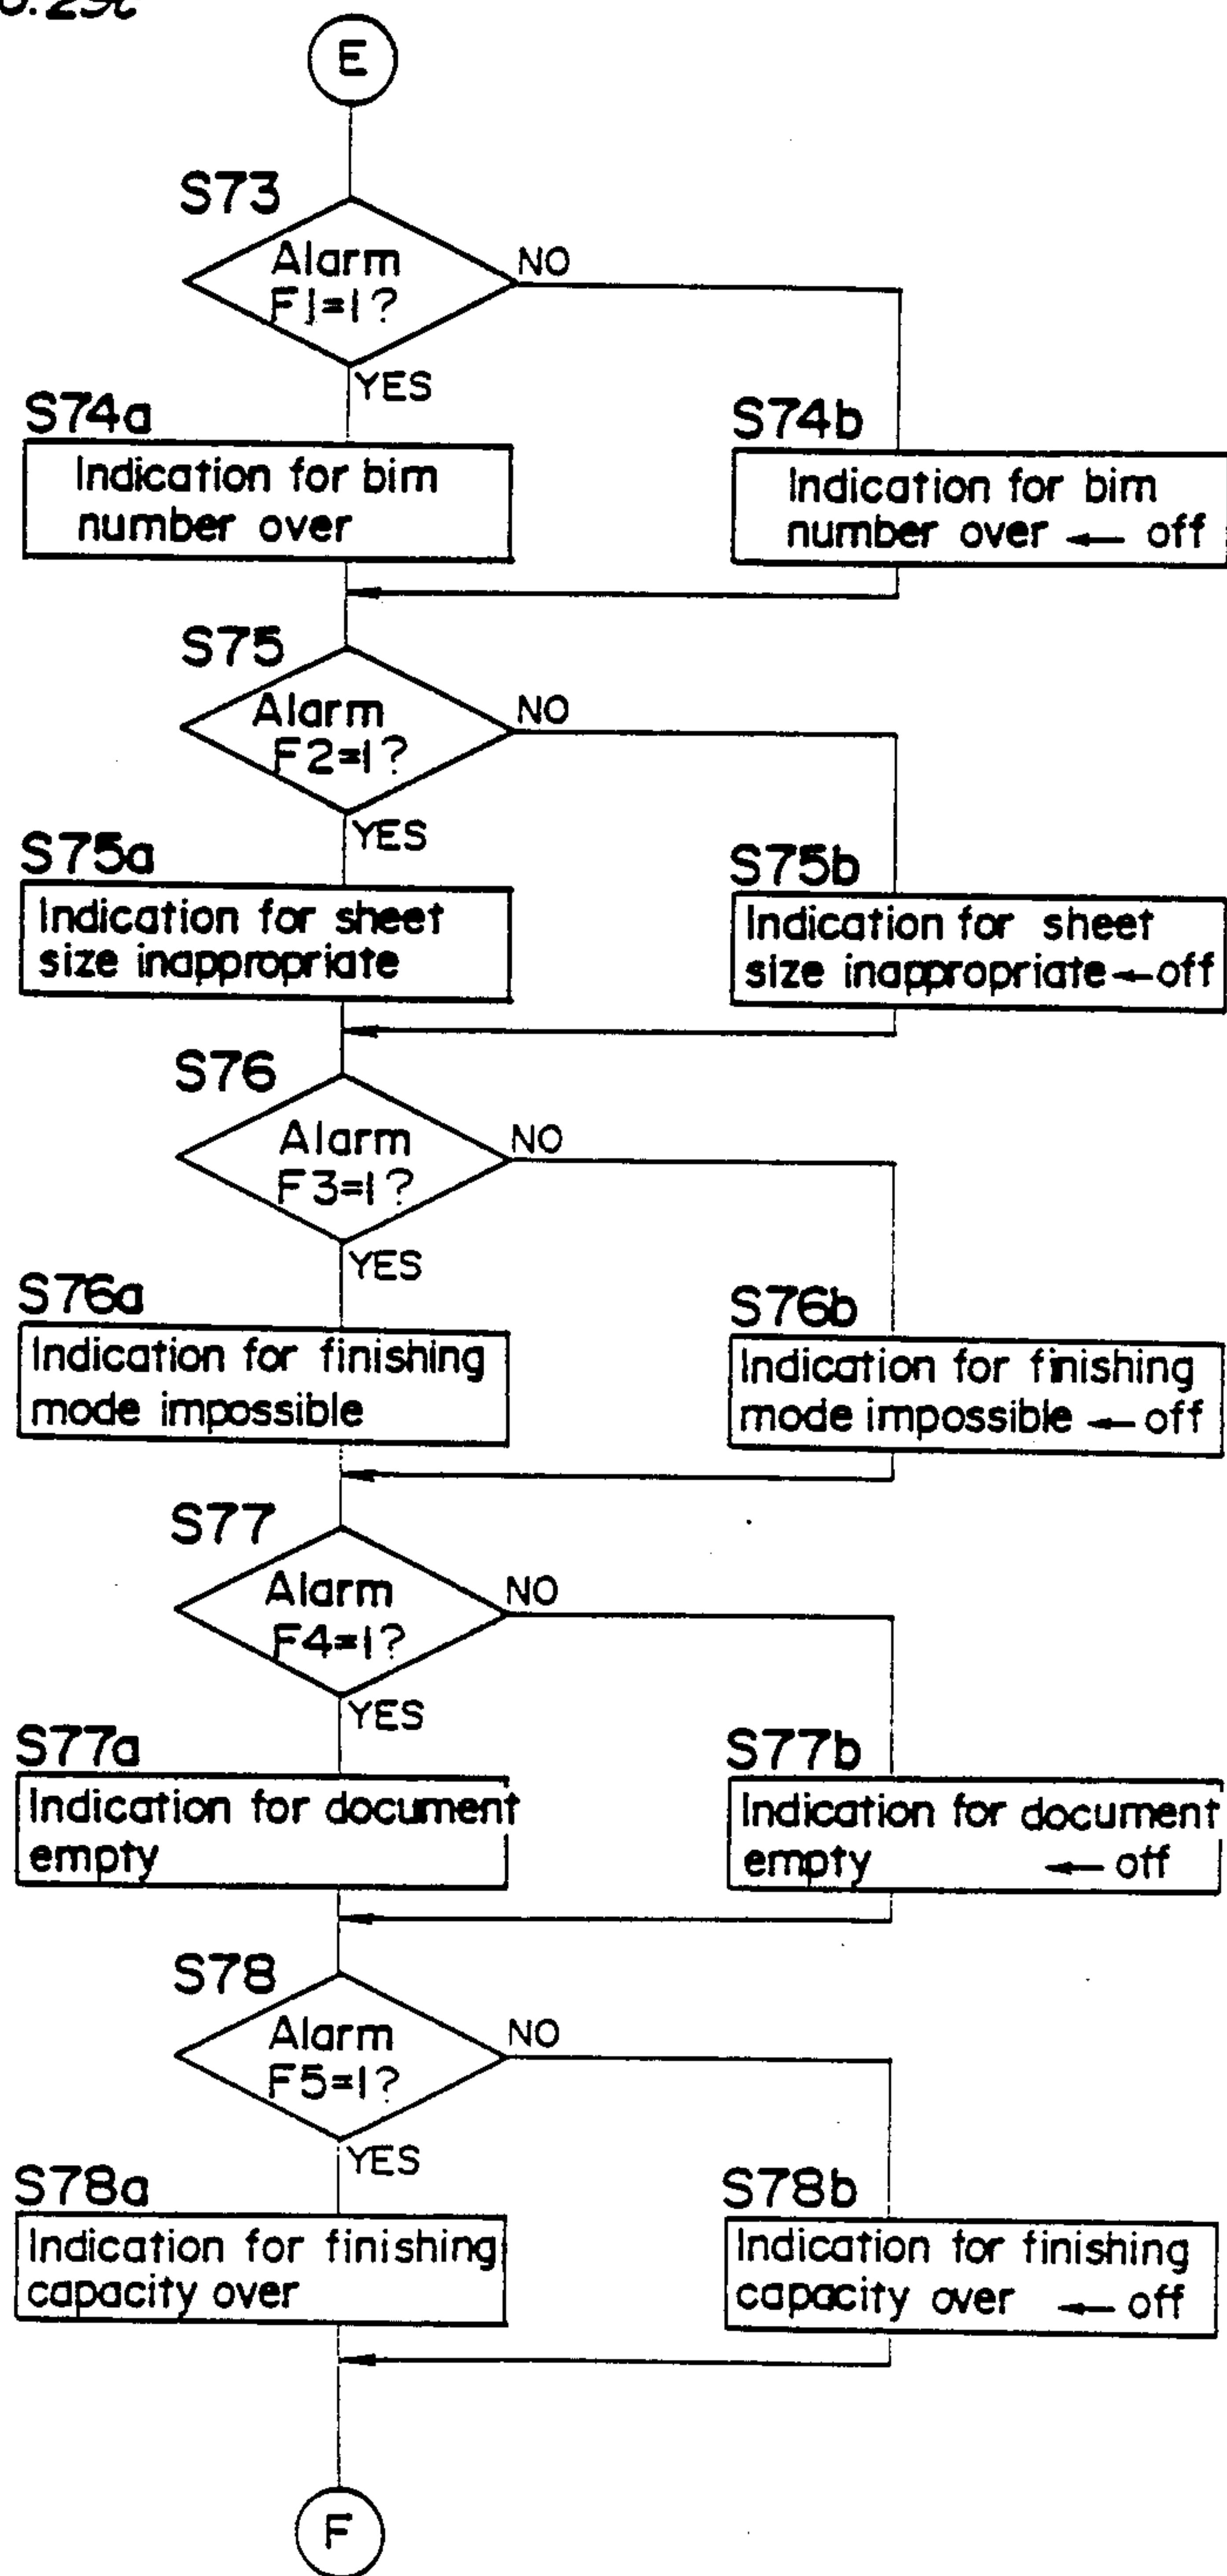 E
S73
Alarm
F1=1?
NO
YES
S74a
Indication for bim
number over
S74b
Indication for bim
number over ← off
S75
Alarm
F2=1?
NO
YES
S75a
Indication for sheet
size inappropriate
S75b
Indication for sheet
size inappropriate ← off
S76
Alarm
F3=1?
NO
YES
S76a
Indication for finishing
mode impossible
S76b
Indication for finishing
mode impossible ← off
S77
Alarm
F4=1?
NO
YES
S77a
Indication for document
empty
S77b
Indication for document
empty ← off
S78
Alarm
F5=1?
NO
YES
S78a
Indication for finishing
capacity over
S78b
Indication for finishing
capacity over ← off
F